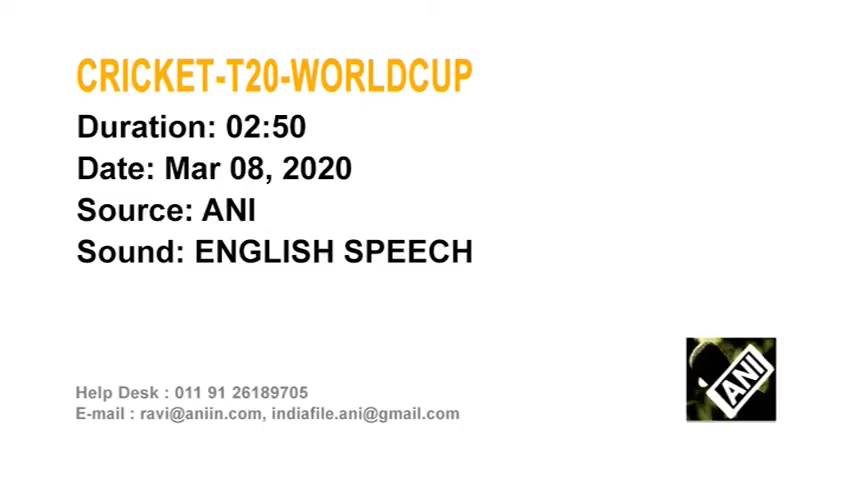 CRICKET-T20-WORLDCUP
Duration: 02:50
Date: Mar 08, 2020
Source: ANI
Sound: ENGLISH SPEECH
ANI
Help Desk : 011 91 26189705
E-mail : ravi@aniin.com, indiafile.ani@gmail.com